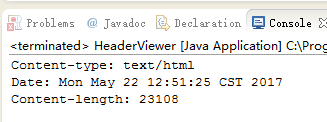 Problems @ Javadoc Declaration Console
<terminated> HeaderViewer [Java Application] C:\Prog
Content-type: text/html
Date: Mon May 22 12:51:25 CST 2017
Content-length: 23108